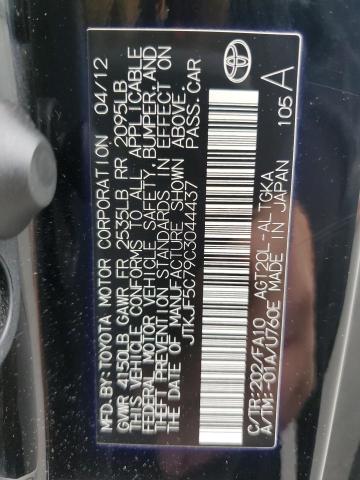 MFD.BY:TOYOTA MOTOR CORPORATION 04/12
GVWR 4150LB GAWR FR 2535LB RR 2095LB
THIS VEHICLE CONFORMS TO ALL APPLICABLE
FEDERAL MOTOR VEHICLE SAFETY,BUMPER,AND
THEFT PREVENTION STANDARDS IN EFFECT ON
THE DATE OF MANUFACTURE SHOWN ABOVE.
JTKJF5C79C3044437 PASS.CAR
C/TR:202/FA10 AGT20L-ALTGKA
A/TM:-01A/U760E MADE IN JAPAN
105 A
TOYOTA